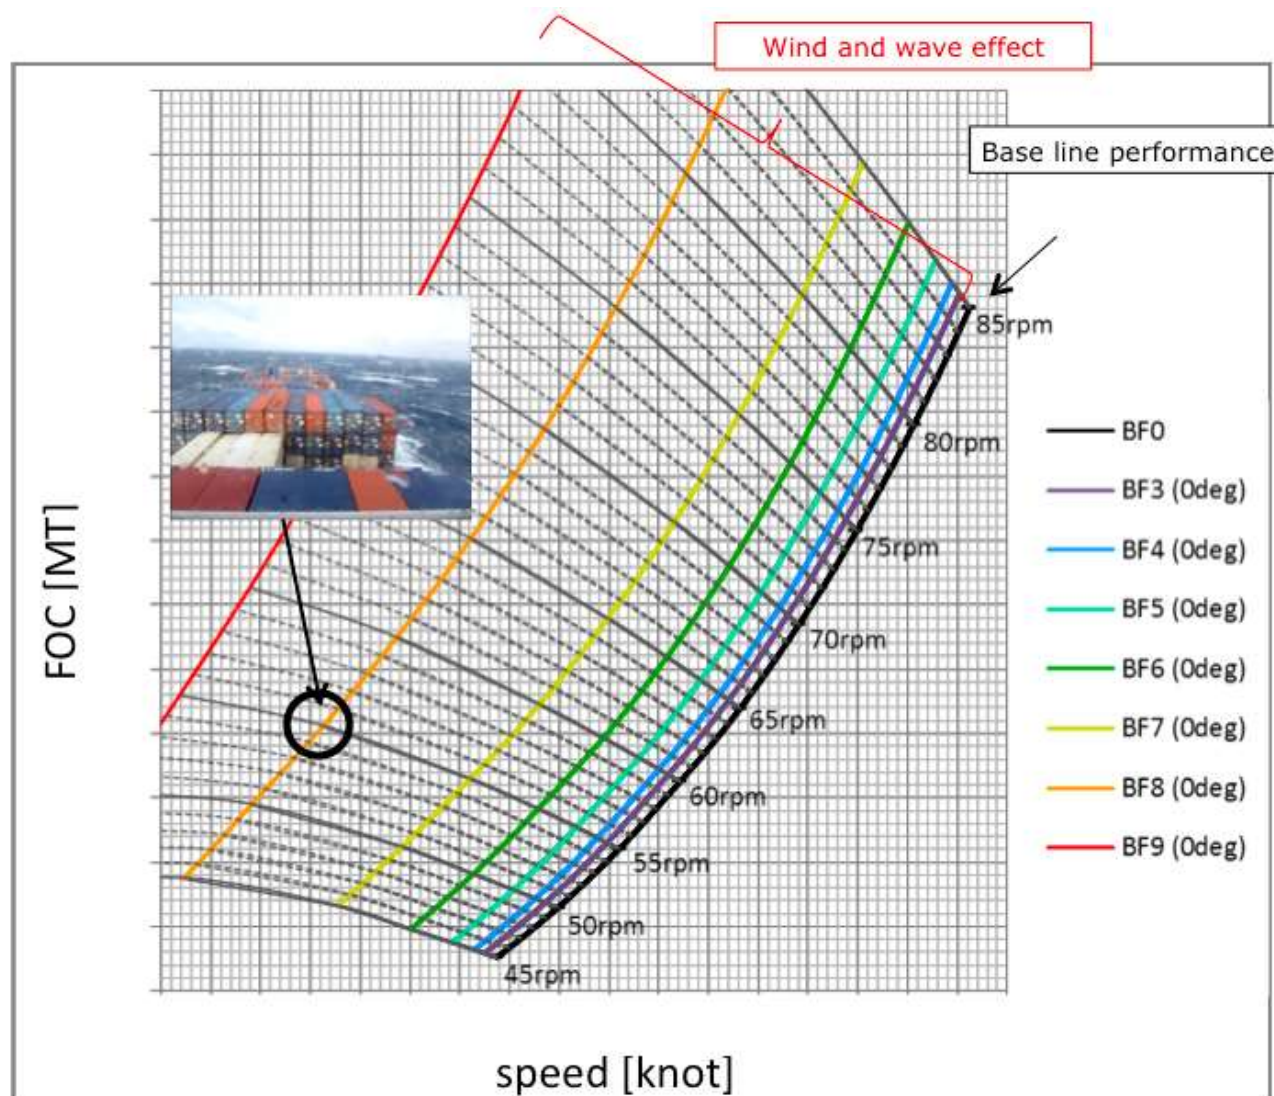 Wind and wave effect
Base line performance
85rpm
80rpm
75rpm
70rpm
65rpm
60rpm
55rpm
50rpm
45rpm
FOC [MT]
speed [knot]
BF0
BF3 (0deg)
BF4 (0deg)
BF5 (0deg)
BF6 (0deg)
BF7 (0deg)
BF8 (0deg)
BF9 (0deg)